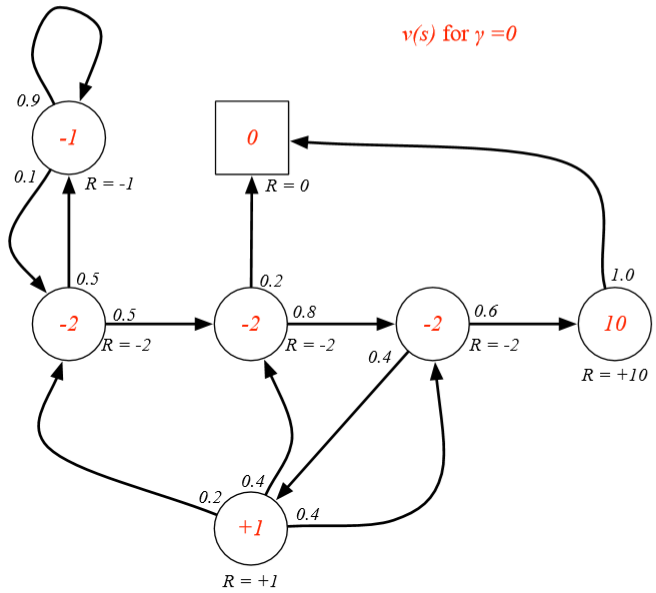 v(s) for γ =0
0.9
-1
0
0.1
R = -1
R = 0
0.5
0.2
1.0
-2
0.5
-2
0.8
-2
0.6
10
R = -2
R = -2
0.4
R = -2
R = +10
0.2
0.4
0.4
+1
R = +1